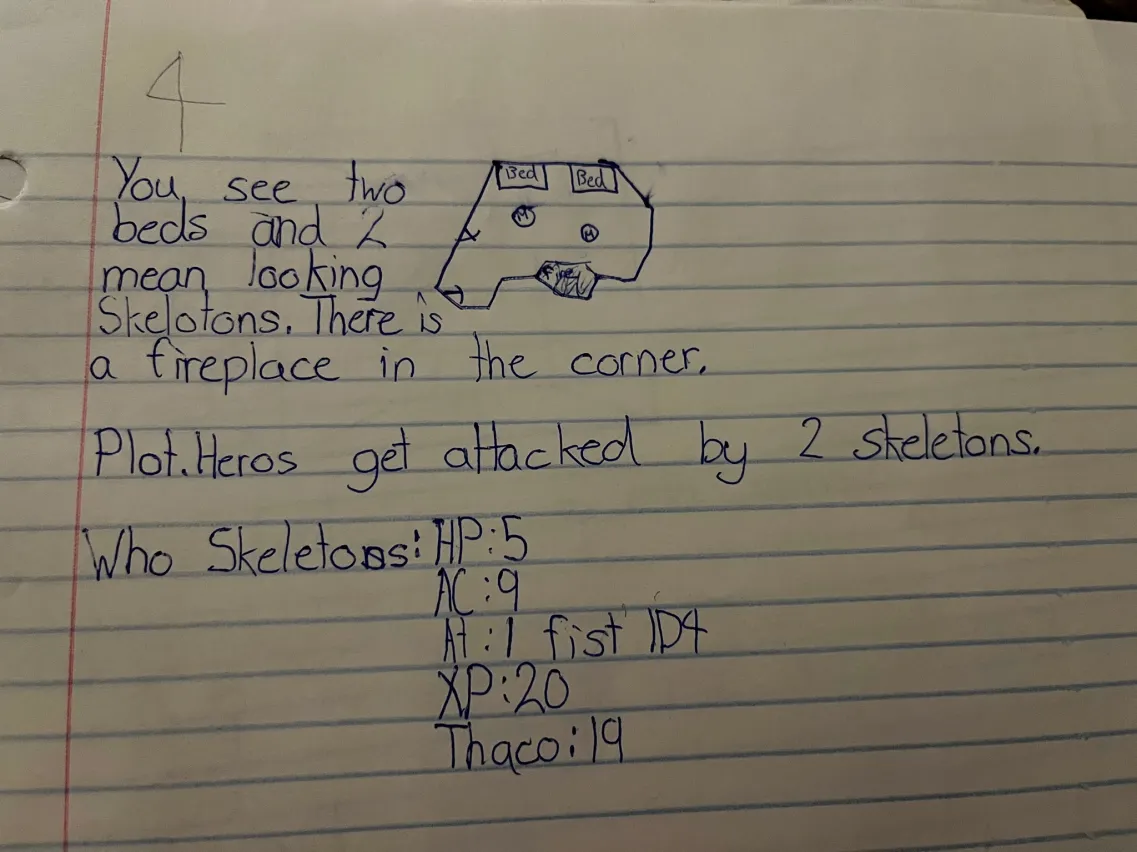 4
You see two
beds and 2
mean looking
Skelotons. There is
a fireplace in the corner.
Bed Bed
M M
Fire
Plot. Heros get attacked by 2 skeletons.
Who Skeletons: HP:5
AC:9
At:1 fist 1D4
XP:20
Thaco:19